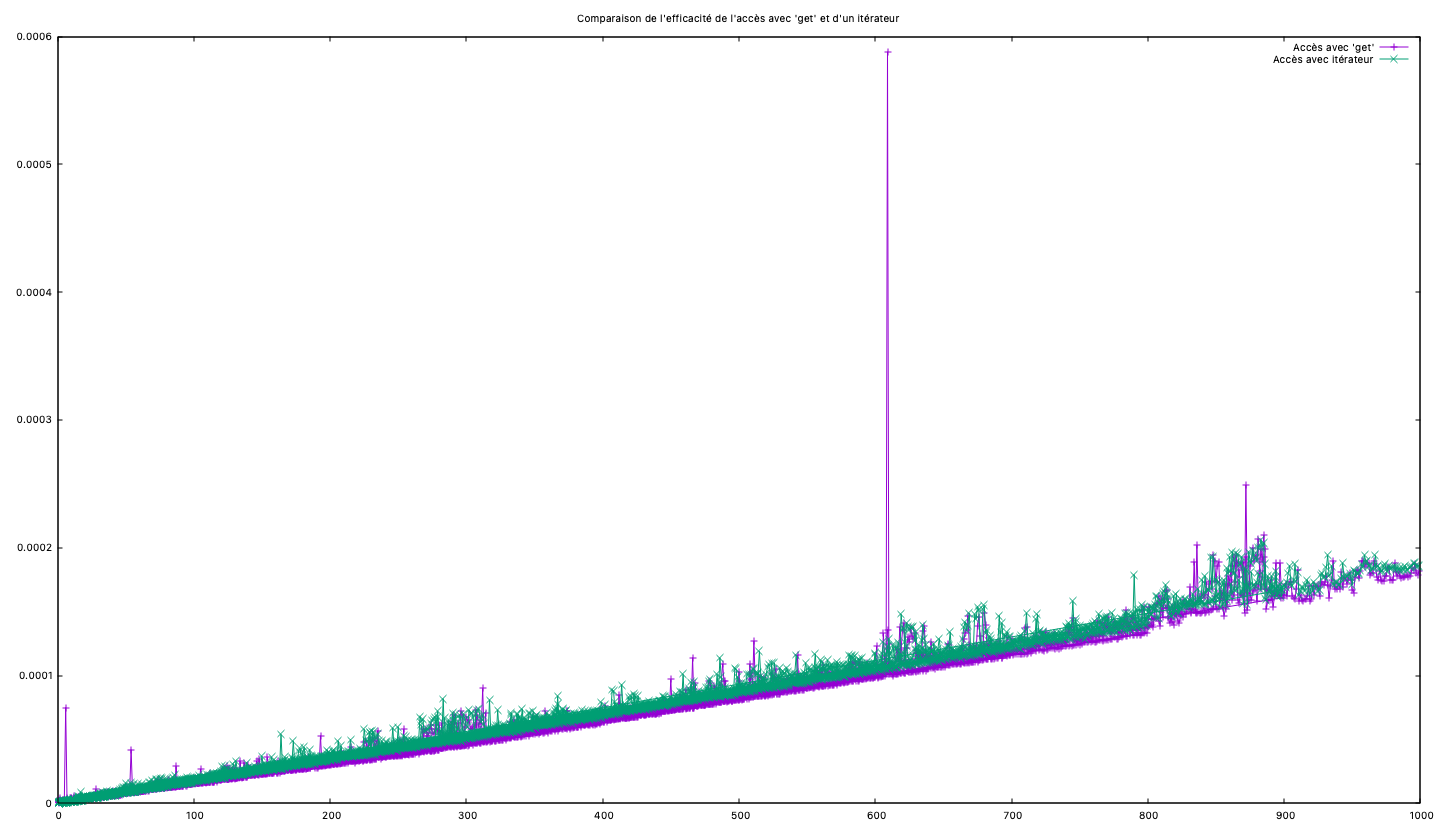 Comparaison de l'efficacité de l'accès avec 'get' et d'un itérateur
0.0006
0.0005
0.0004
0.0003
0.0002
0.0001
0
Accès avec 'get'
Accès avec itérateur
0 100 200 300 400 500 600 700 800 900 1000